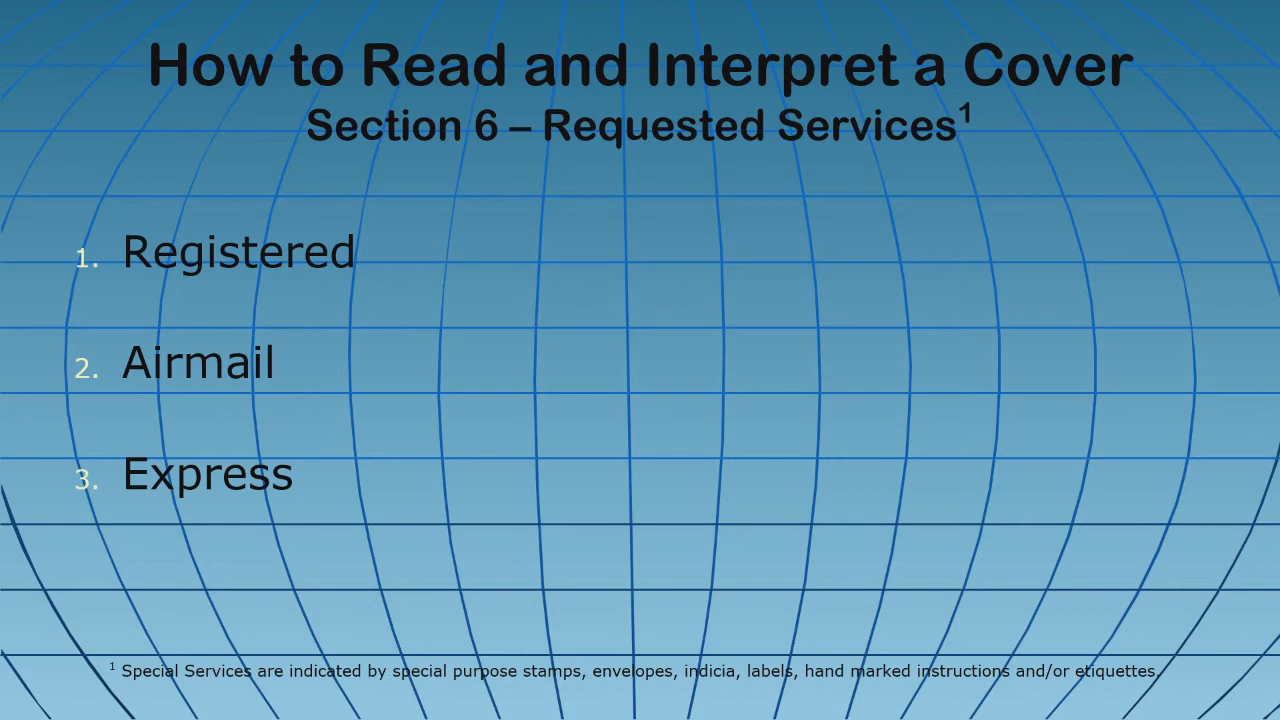 How to Read and Interpret a Cover
Section 6 – Requested Services¹
1. Registered
2. Airmail
3. Express
¹ Special Services are indicated by special purpose stamps, envelopes, indicia, labels, hand marked instructions and/or etiquettes.